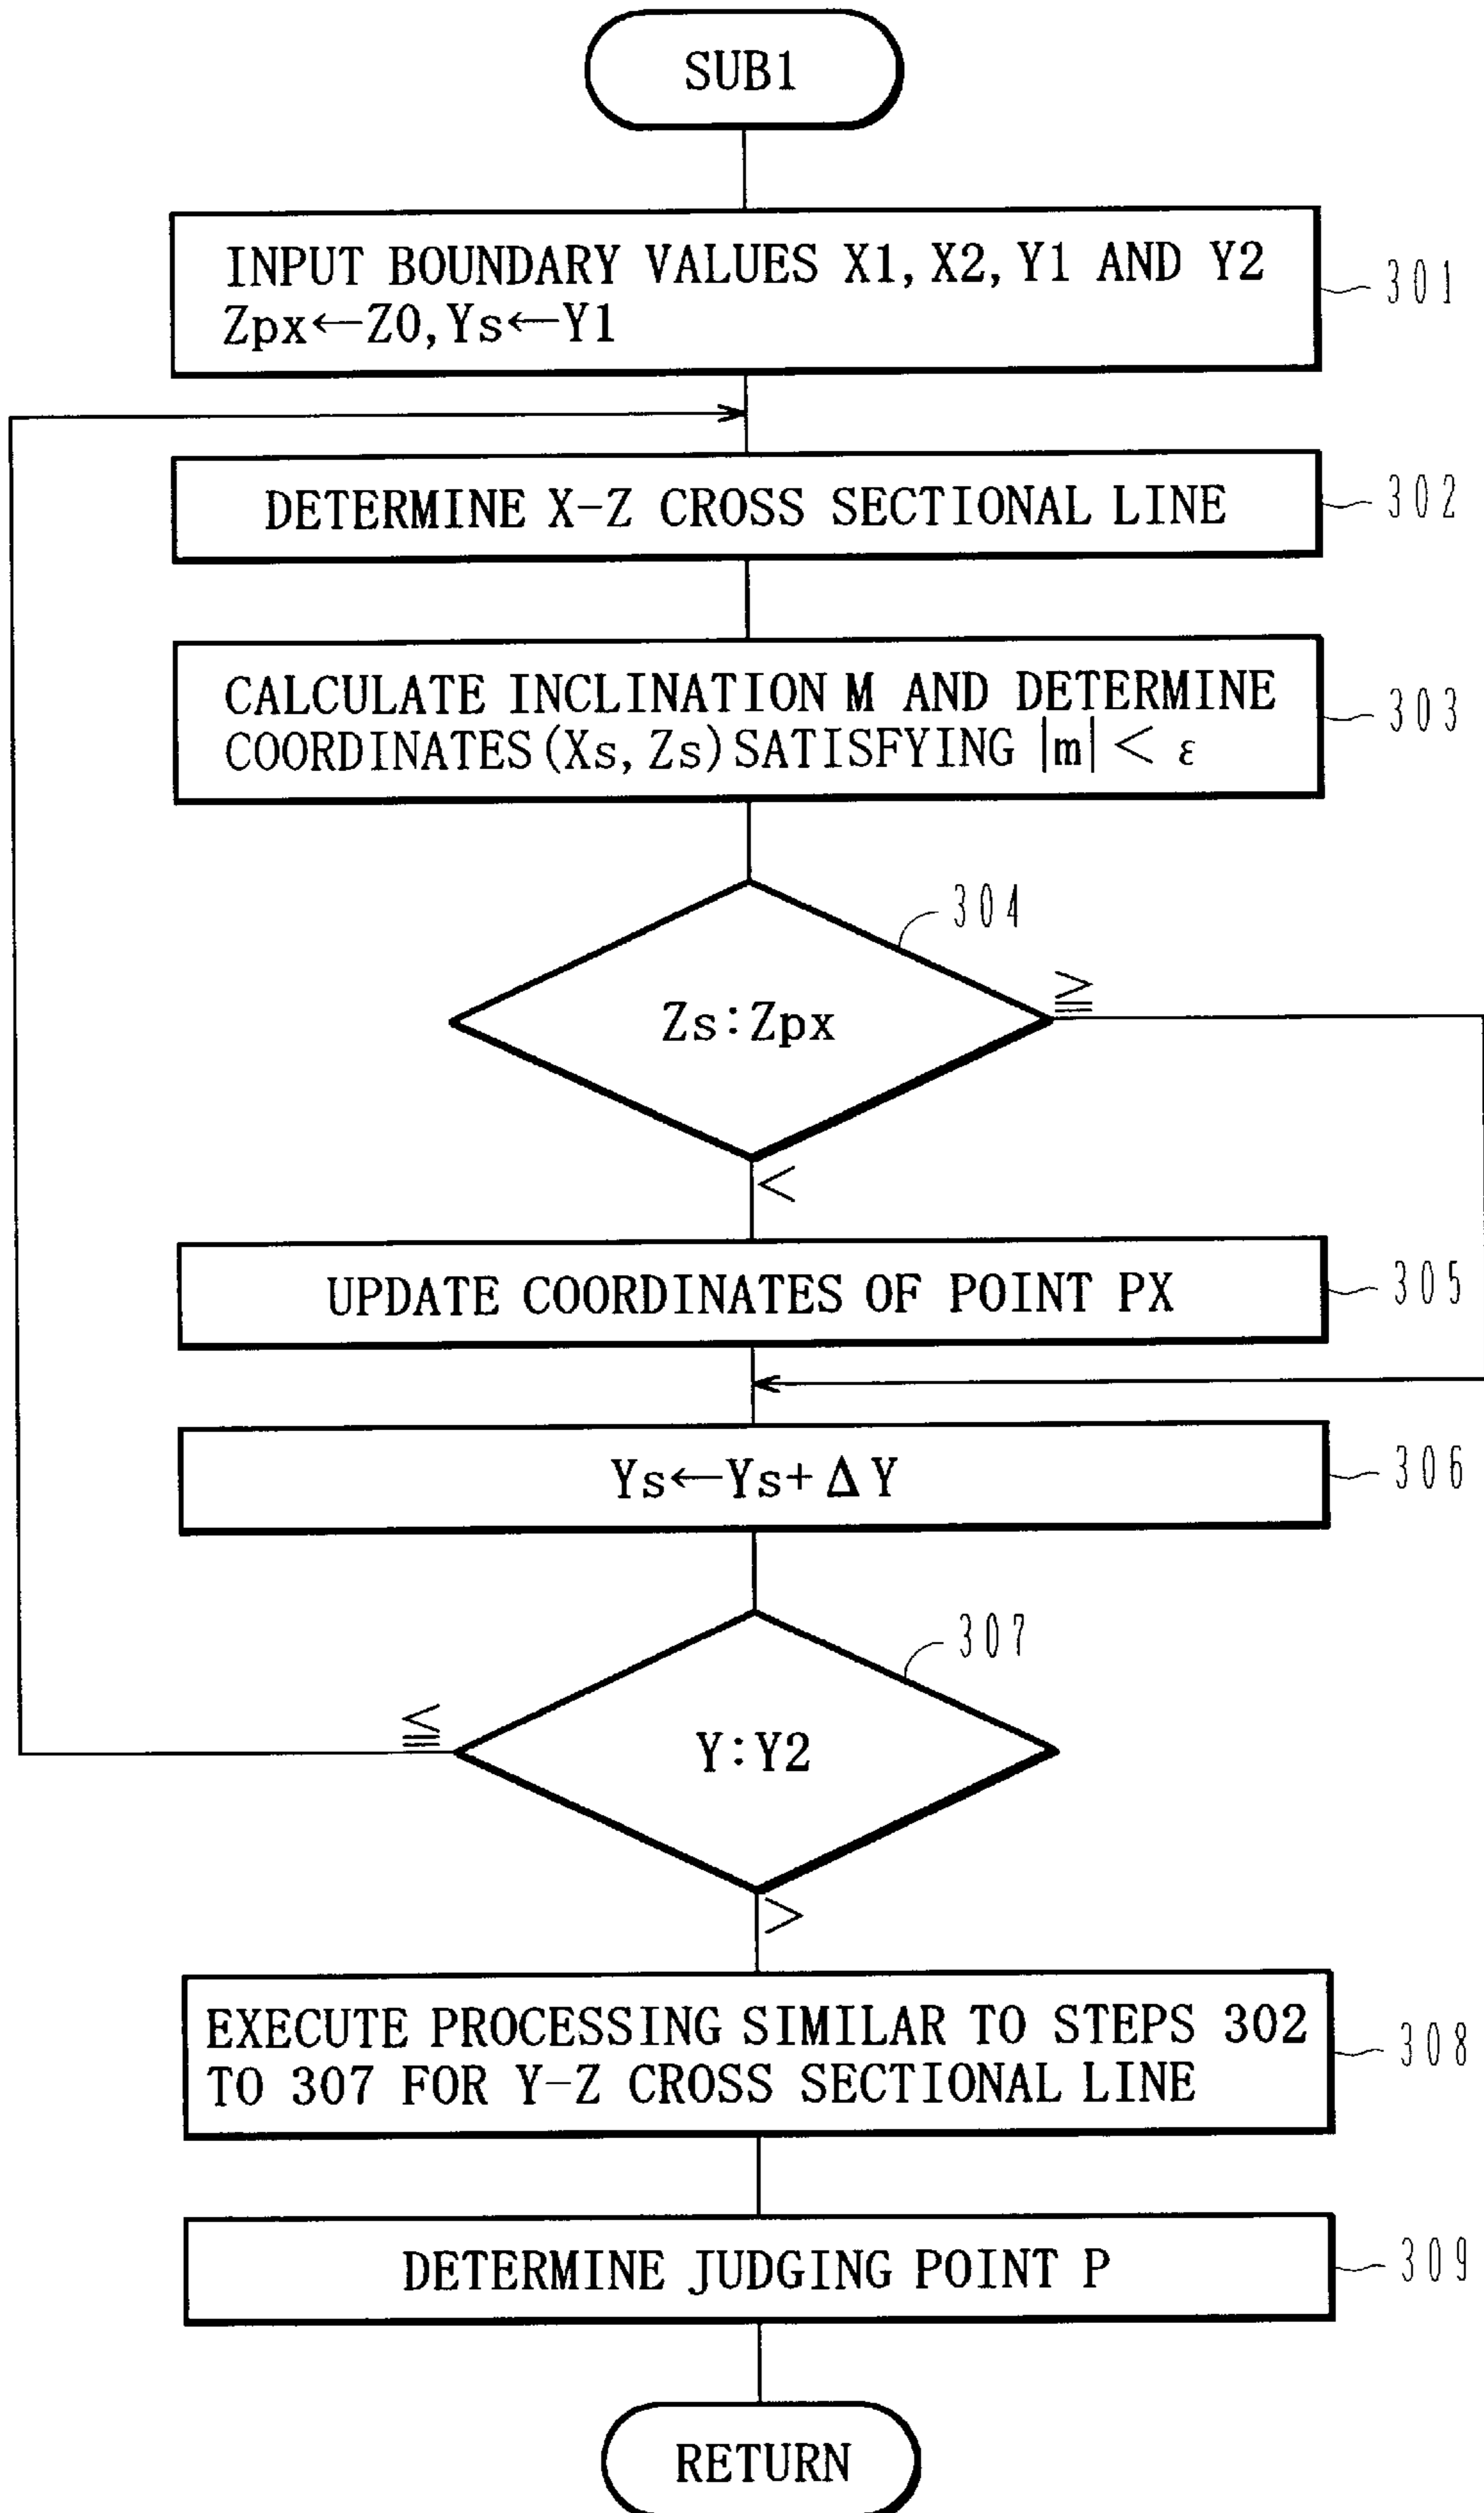 SUB1
INPUT BOUNDARY VALUES X1, X2, Y1 AND Y2
Zpx←Z0, Ys←Y1
301
DETERMINE X-Z CROSS SECTIONAL LINE
302
CALCULATE INCLINATION M AND DETERMINE
COORDINATES (Xs, Zs) SATISFYING |m| < ε
303
304
Zs:Zpx
≧
<
UPDATE COORDINATES OF POINT PX
305
Ys←Ys+ΔY
306
307
Y:Y2
≦
>
EXECUTE PROCESSING SIMILAR TO STEPS 302
TO 307 FOR Y-Z CROSS SECTIONAL LINE
308
DETERMINE JUDGING POINT P
309
RETURN